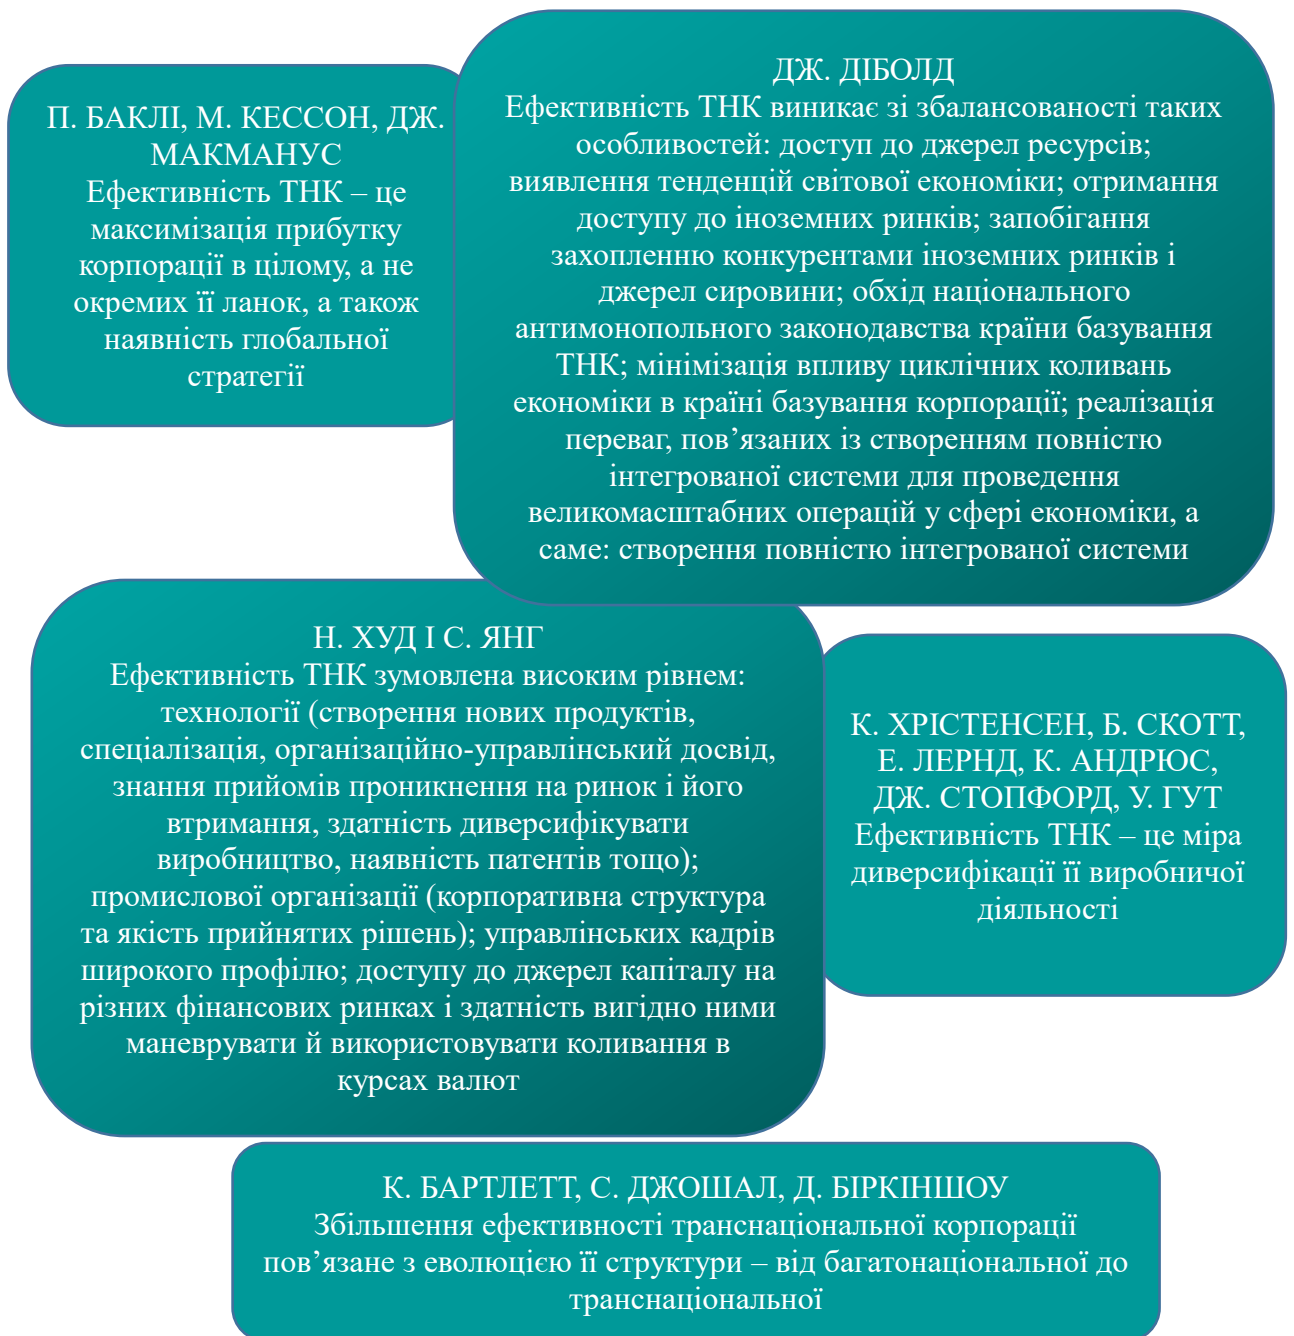 П. БАКЛІ, М. КЕССОН, ДЖ.
МАКМАНУС
Ефективність ТНК – це
максимізація прибутку
корпорації в цілому, а не
окремих її ланок, а також
наявність глобальної
стратегії
ДЖ. ДІБОЛД
Ефективність ТНК виникає зі збалансованості таких
особливостей: доступ до джерел ресурсів;
виявлення тенденцій світової економіки; отримання
доступу до іноземних ринків; запобігання
захопленню конкурентами іноземних ринків і
джерел сировини; обхід національного
антимонопольного законодавства країни базування
ТНК; мінімізація впливу циклічних коливань
економіки в країні базування корпорації; реалізація
переваг, пов’язаних із створенням повністю
інтегрованої системи для проведення
великомасштабних операцій у сфері економіки, а
саме: створення повністю інтегрованої системи
Н. ХУД І С. ЯНГ
Ефективність ТНК зумовлена високим рівнем:
технології (створення нових продуктів,
спеціалізація, організаційно-управлінський досвід,
знання прийомів проникнення на ринок і його
втримання, здатність диверсифікувати
виробництво, наявність патентів тощо);
промислової організації (корпоративна структура
та якість прийнятих рішень); управлінських кадрів
широкого профілю; доступу до джерел капіталу на
різних фінансових ринках і здатність вигідно ними
маневрувати й використовувати коливання в
курсах валют
К. ХРІСТЕНСЕН, Б. СКОТТ,
Е. ЛЕРНД, К. АНДРЮС,
ДЖ. СТОПФОРД, У. ГУТ
Ефективність ТНК – це міра
диверсифікації її виробничої
діяльності
К. БАРТЛЕТТ, С. ДЖОШАЛ, Д. БІРКІНШОУ
Збільшення ефективності транснаціональної корпорації
пов’язане з еволюцією її структури – від багатонаціональної до
транснаціональної